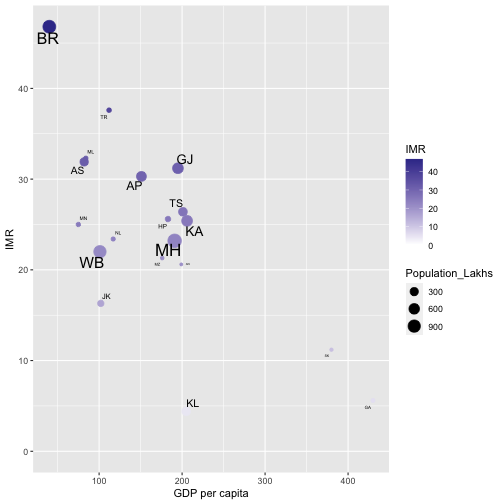 BR
40
TR
ML
AS
GJ
AP
30
TS
MN
HP
KA
NL
MH
WB
MZ
20
JK
10
KL
GA
0
100
200
300
400
GDP per capita
IMR
IMR
40
30
20
10
0
Population_Lakhs
300
600
900